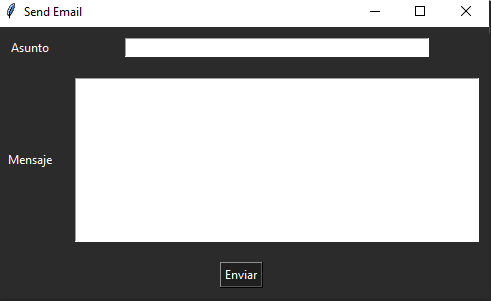 Send Email
Asunto
Mensaje
Enviar